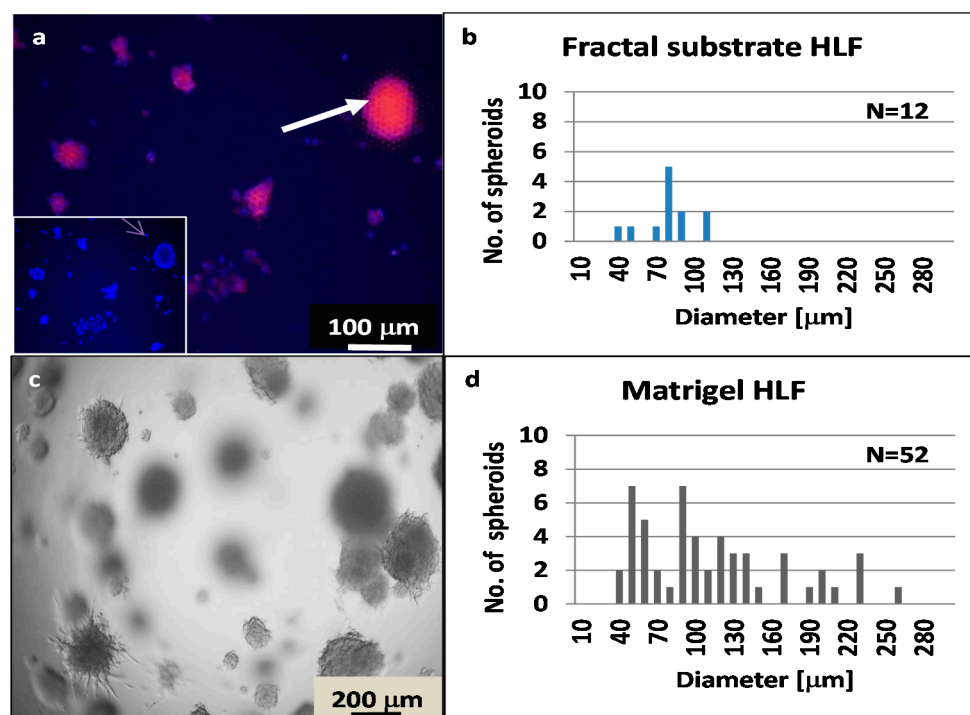 a
100 μm
b
Fractal substrate HLF
N=12
No. of spheroids
10
8
6
4
2
0
10 40 70 100 130 160 190 220 250 280
Diameter [μm]
c
200 μm
d
Matrigel HLF
N=52
No. of spheroids
10
8
6
4
2
0
10 40 70 100 130 160 190 220 250 280
Diameter [μm]